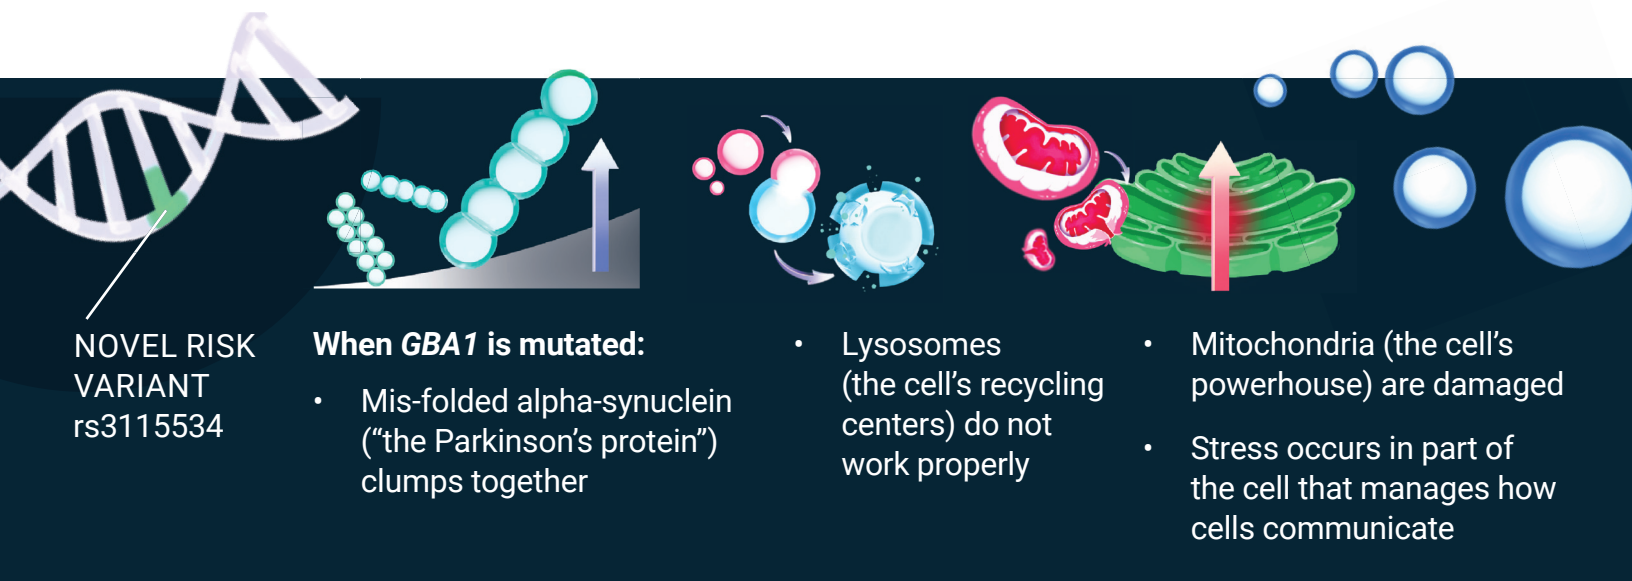 NOVEL RISK
VARIANT
rs3115534
When GBA1 is mutated:
• Mis-folded alpha-synuclein
(“the Parkinson’s protein”)
clumps together
• Lysosomes
(the cell’s recycling
centers) do not
work properly
• Mitochondria (the cell’s
powerhouse) are damaged
• Stress occurs in part of
the cell that manages how
cells communicate